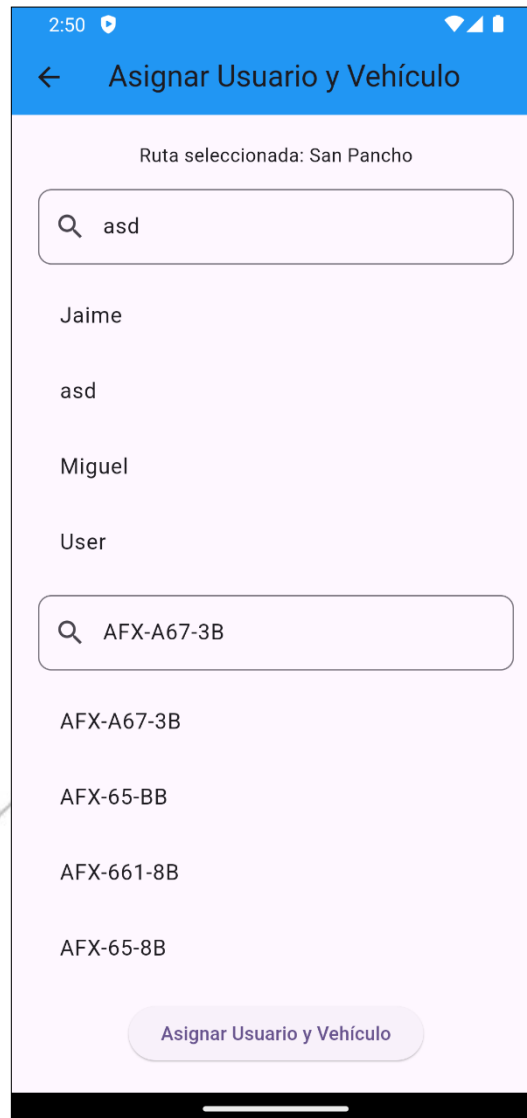 2:50
Asignar Usuario y Vehículo
Ruta seleccionada: San Pancho
asd
Jaime
asd
Miguel
User
AFX-A67-3B
AFX-A67-3B
AFX-65-BB
AFX-661-8B
AFX-65-8B
Asignar Usuario y Vehículo